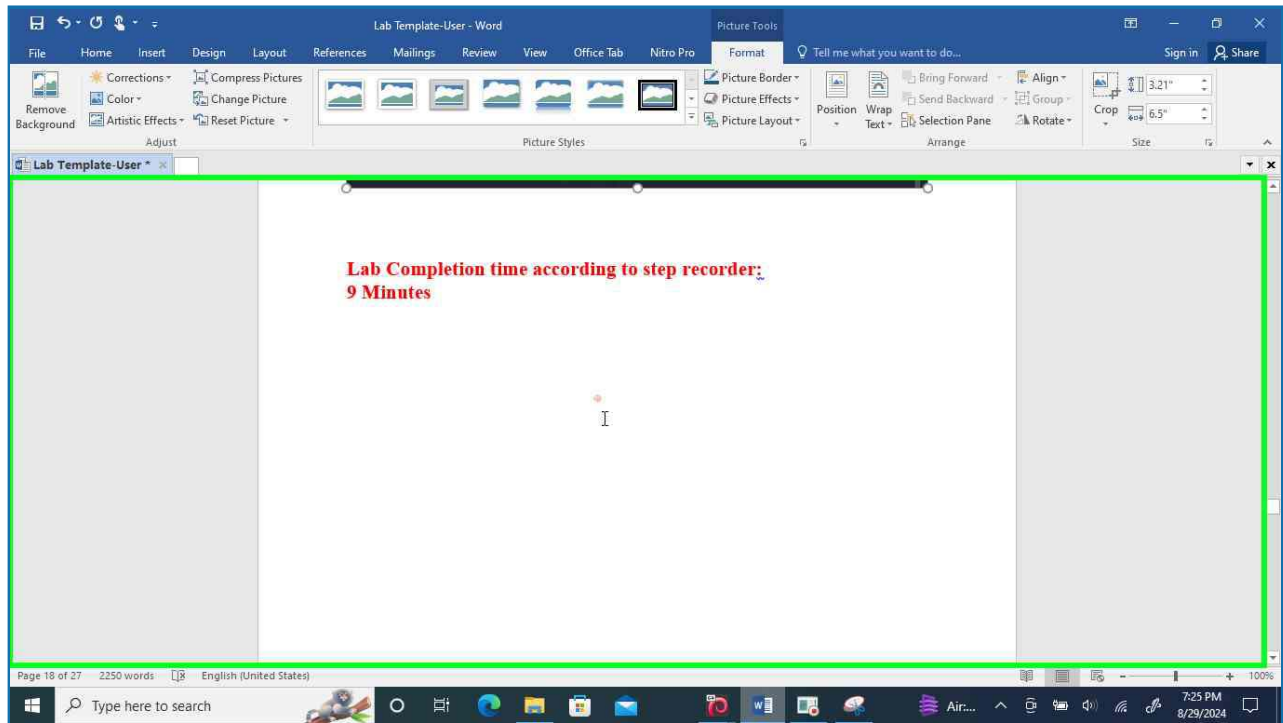 Lab Template-User - Word
Picture Tools
File Home Insert Design Layout References Mailings Review View Office Tab Nitro Pro Format Tell me what you want to do... Sign in Share
Remove Background
Corrections
Color
Artistic Effects
Compress Pictures
Change Picture
Reset Picture
Adjust
Picture Styles
Picture Border
Picture Effects
Picture Layout
Position
Wrap Text
Bring Forward
Send Backward
Selection Pane
Align
Group
Rotate
Arrange
Crop
3.21"
6.5"
Size
Lab Template-User *
Lab Completion time according to step recorder:
9 Minutes
Page 18 of 27 2250 words English (United States) 100%
Type here to search
Air:...
7:25 PM
8/29/2024